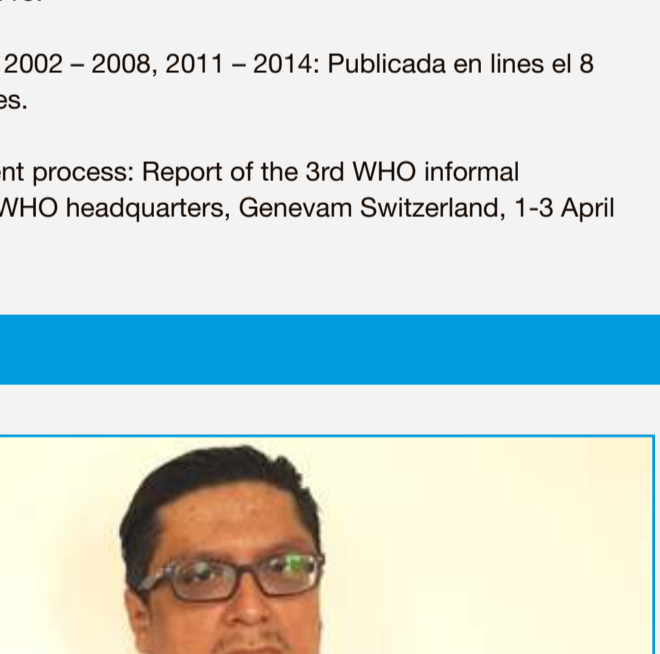 2002 – 2008, 2011 – 2014: Publicada en lines el 8
es.
nt process: Report of the 3rd WHO informal
WHO headquarters, Genevam Switzerland, 1-3 April